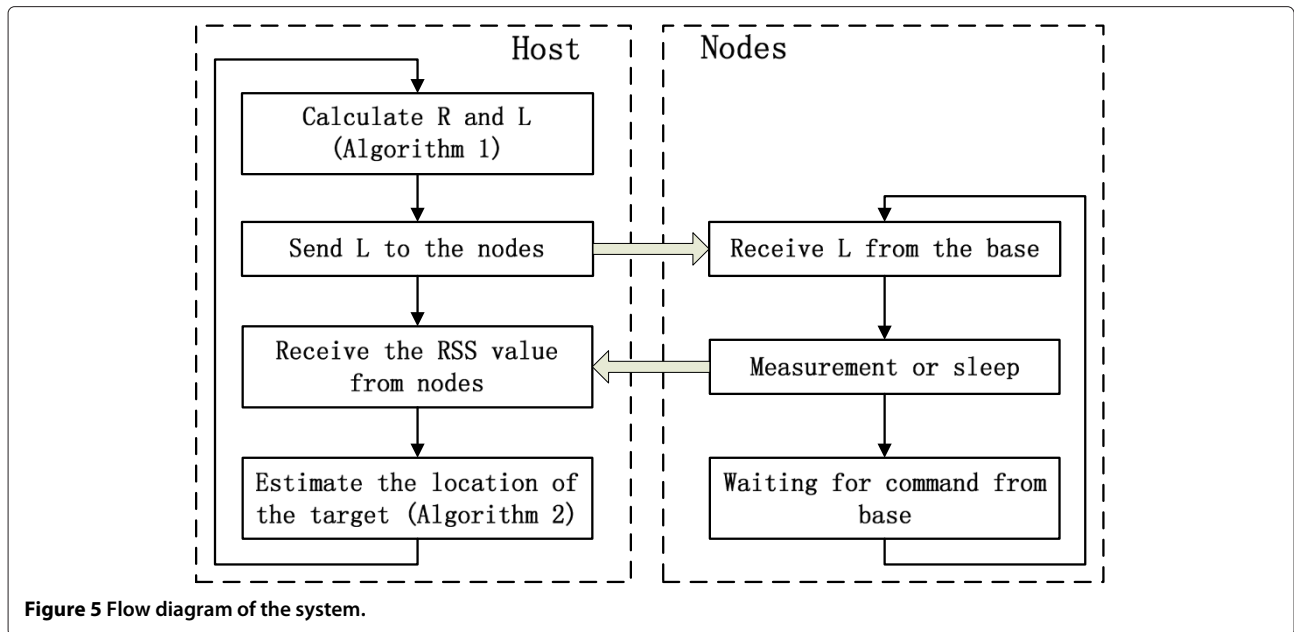 Host
Calculate R and L
(Algorithm 1)
Send L to the nodes
Receive the RSS value
from nodes
Estimate the location of
the target (Algorithm 2)
Nodes
Receive L from the base
Measurement or sleep
Waiting for command from
base
Figure 5 Flow diagram of the system.